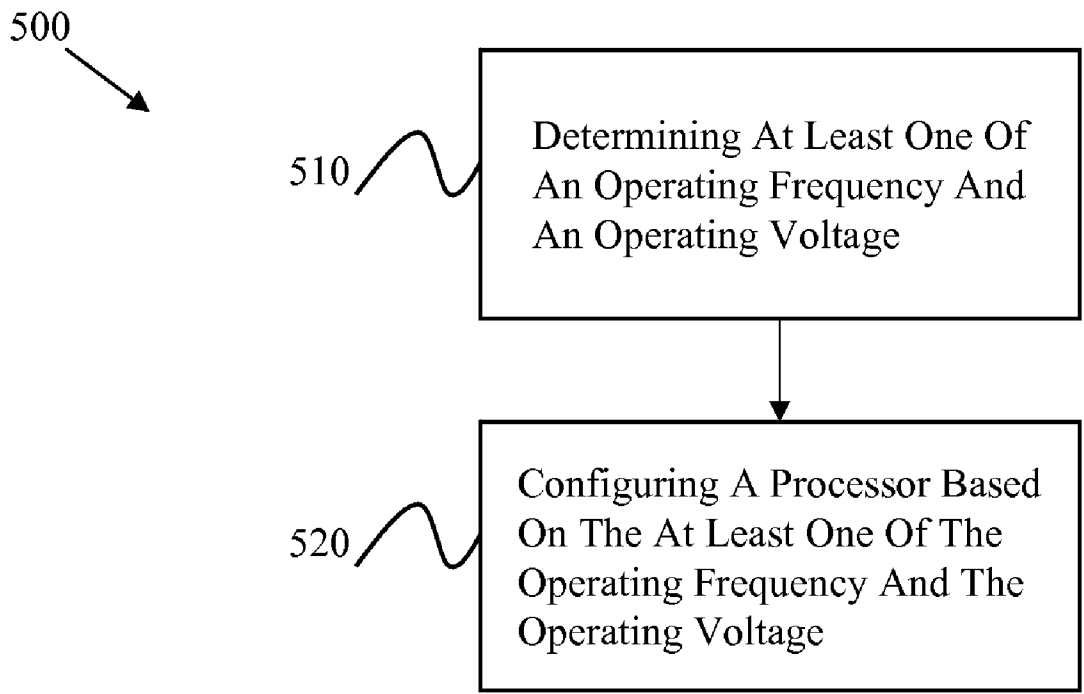 500
510
Determining At Least One Of
An Operating Frequency And
An Operating Voltage
520
Configuring A Processor Based
On The At Least One Of The
Operating Frequency And The
Operating Voltage